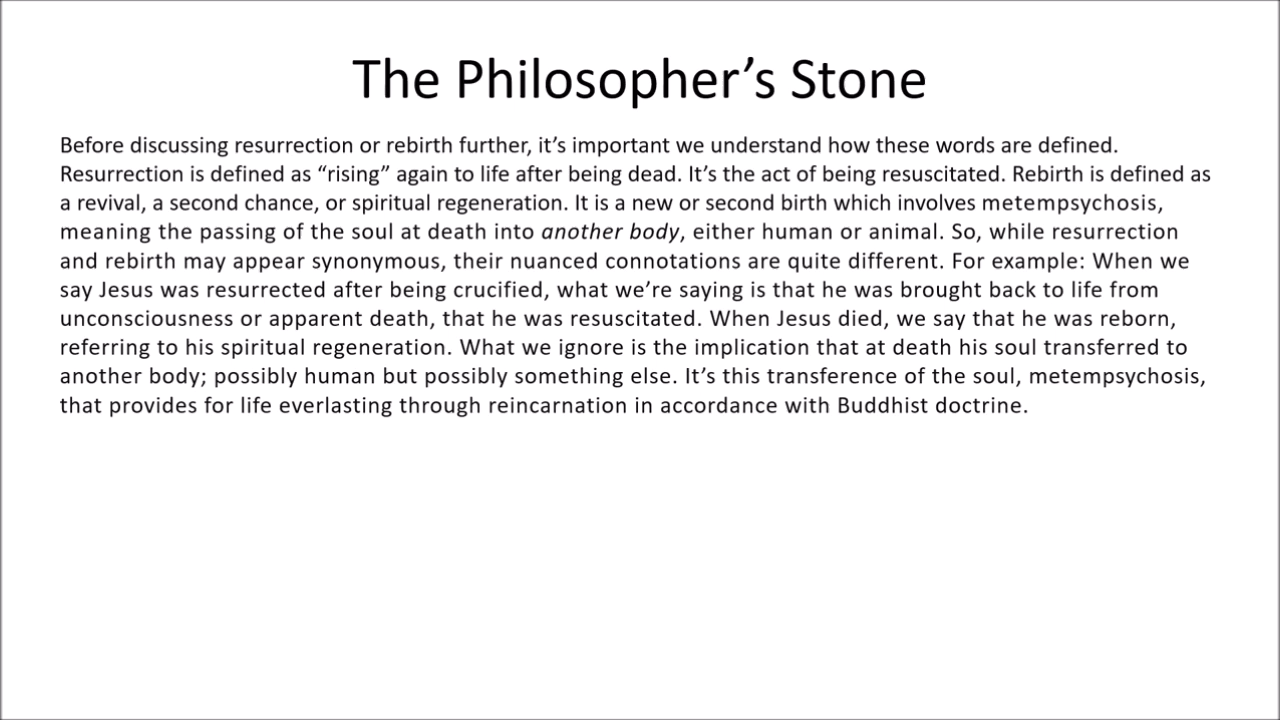 The Philosopher’s Stone
Before discussing resurrection or rebirth further, it’s important we understand how these words are defined.
Resurrection is defined as “rising” again to life after being dead. It’s the act of being resuscitated. Rebirth is defined as
a revival, a second chance, or spiritual regeneration. It is a new or second birth which involves metempsychosis,
meaning the passing of the soul at death into another body, either human or animal. So, while resurrection
and rebirth may appear synonymous, their nuanced connotations are quite different. For example: When we
say Jesus was resurrected after being crucified, what we’re saying is that he was brought back to life from
unconsciousness or apparent death, that he was resuscitated. When Jesus died, we say that he was reborn,
referring to his spiritual regeneration. What we ignore is the implication that at death his soul transferred to
another body; possibly human but possibly something else. It’s this transference of the soul, metempsychosis,
that provides for life everlasting through reincarnation in accordance with Buddhist doctrine.